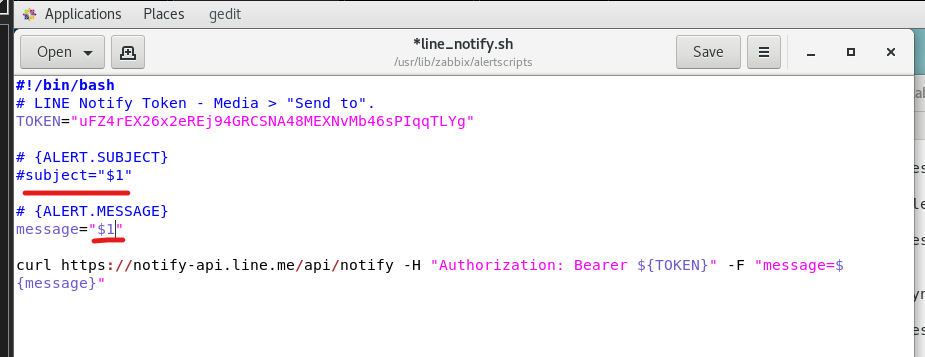 Applications Places gedit
Open *line_notify.sh Save
/usr/lib/zabbix/alertscripts
#!/bin/bash
# LINE Notify Token - Media > "Send to".
TOKEN="uFZ4rEX26x2eREj94GRCSNA48MEXNvMb46sPIqqTLYg"
# {ALERT.SUBJECT}
#subject="$1"
# {ALERT.MESSAGE}
message="$1"
curl https://notify-api.line.me/api/notify -H "Authorization: Bearer ${TOKEN}" -F "message=$
{message}"